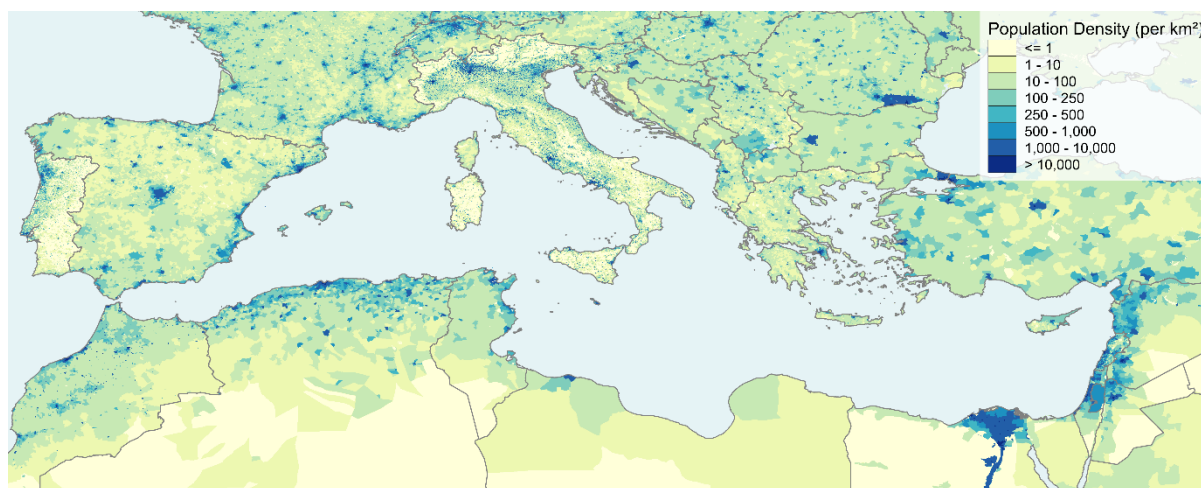 Population Density (per km²)
<= 1
1 - 10
10 - 100
100 - 250
250 - 500
500 - 1,000
1,000 - 10,000
> 10,000